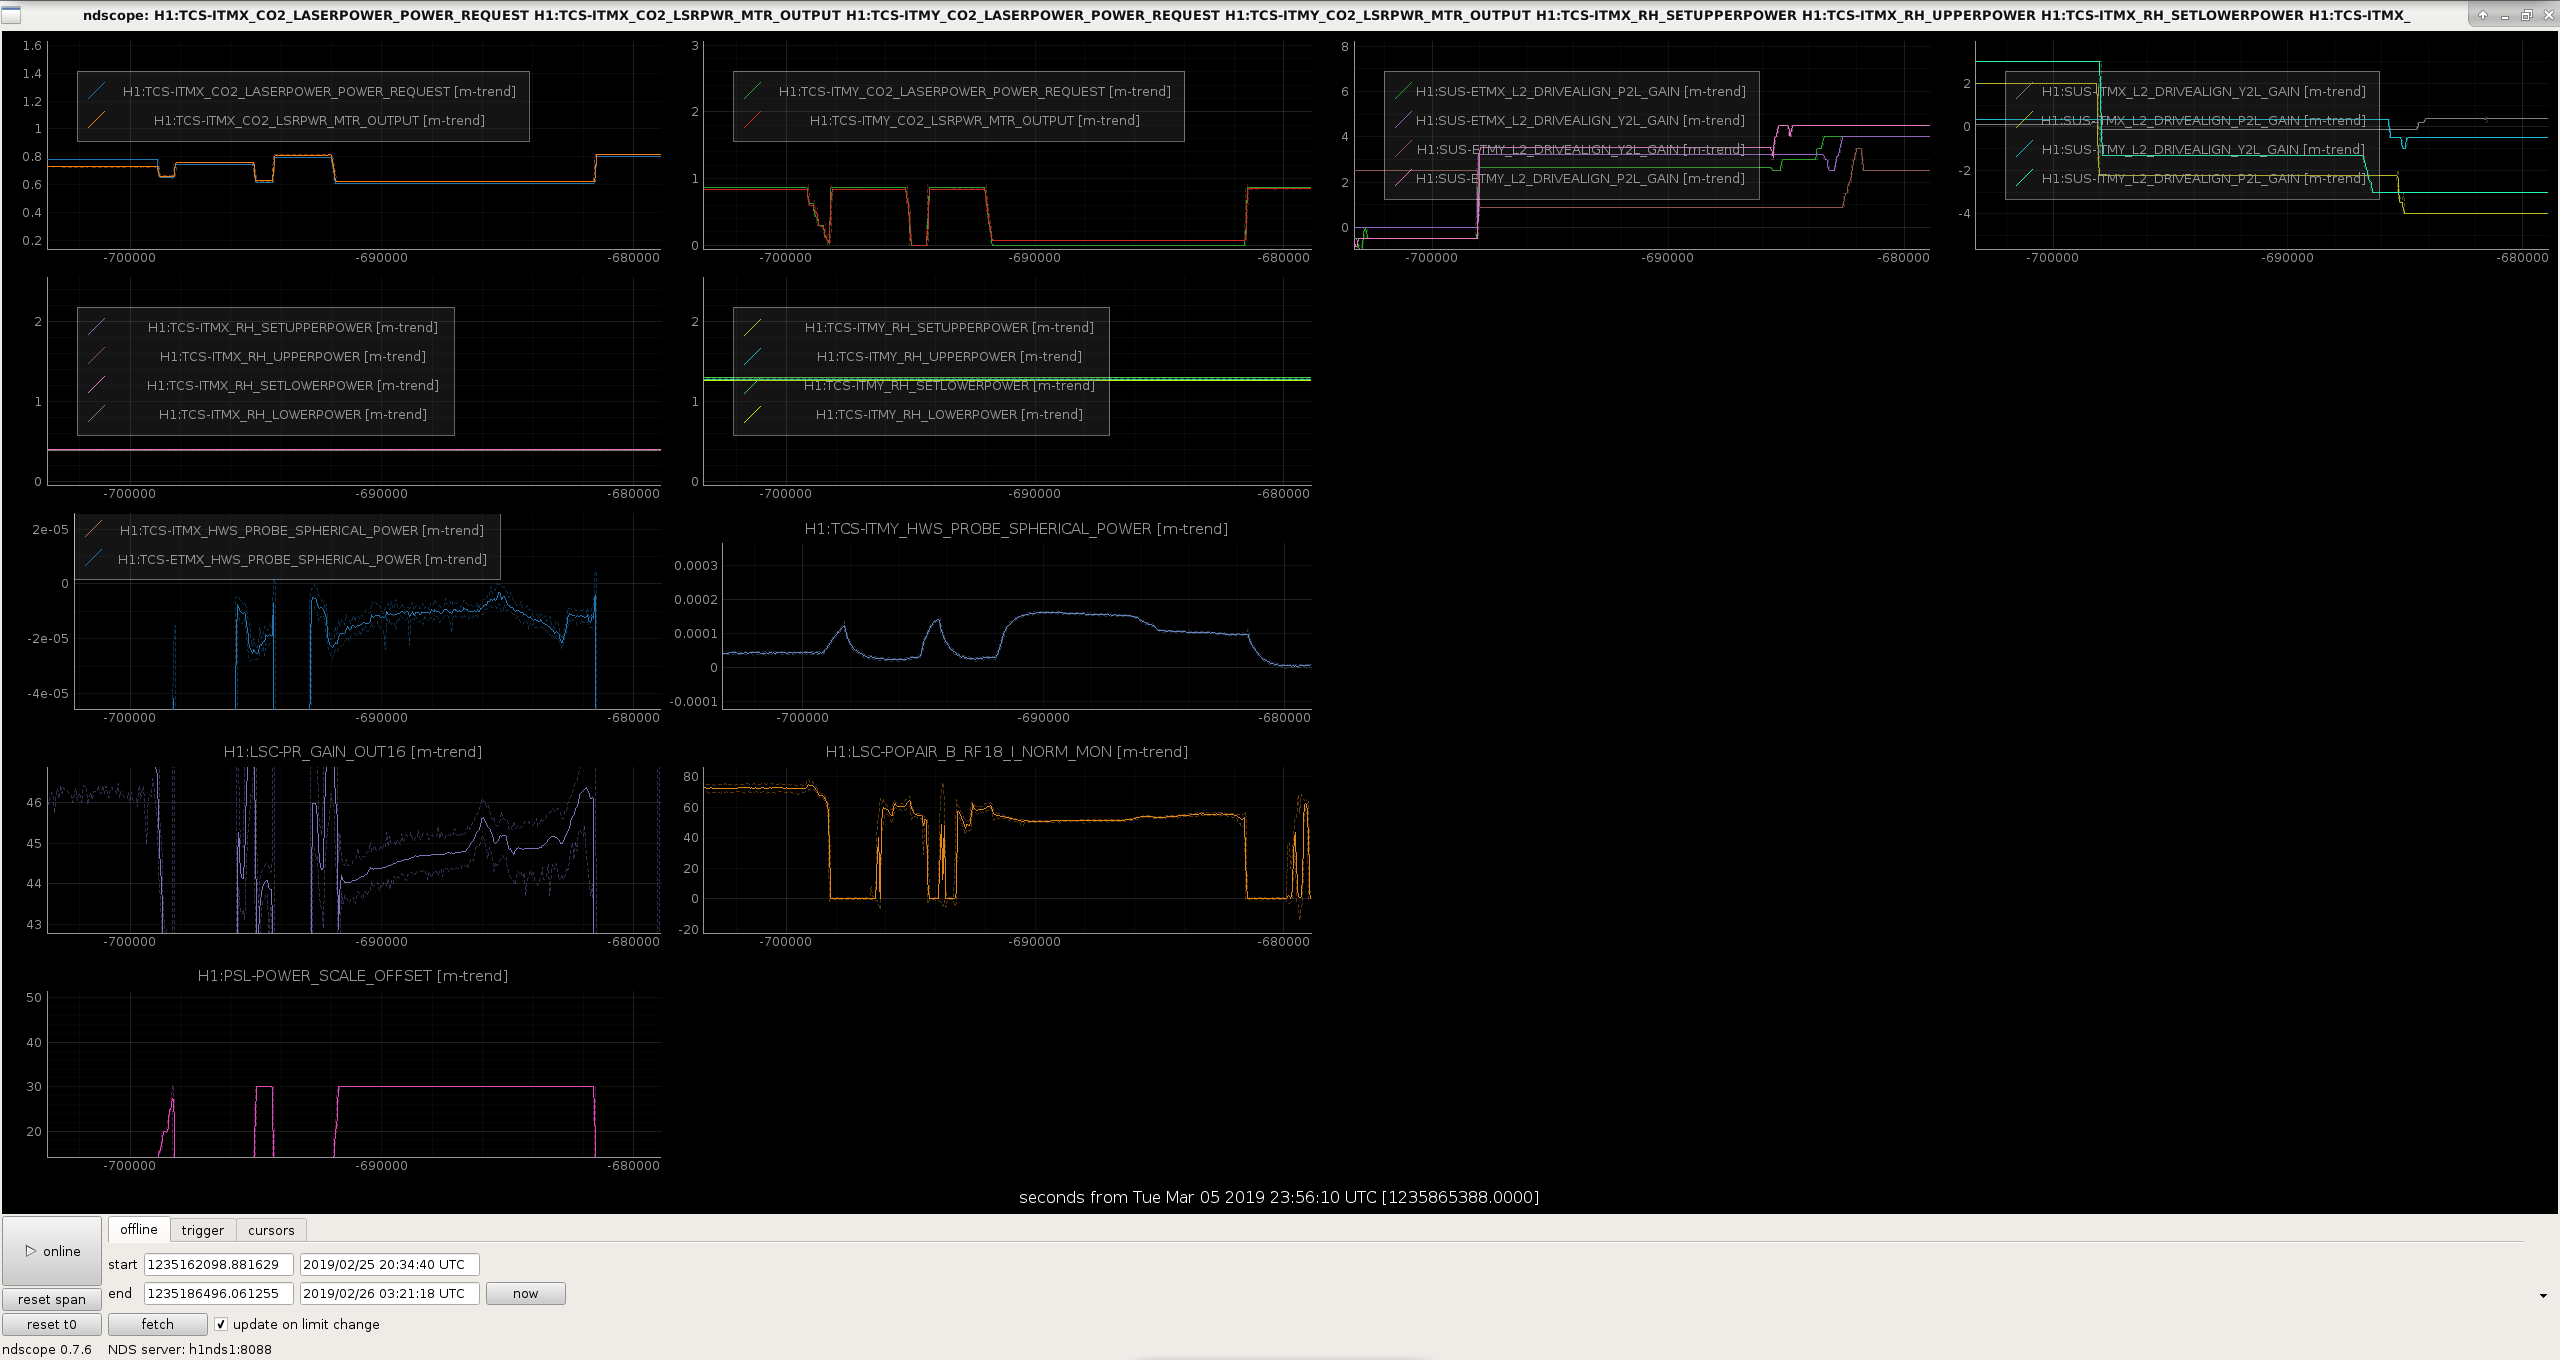 ndscope: H1:TCS-ITMX_CO2_LASERPOWER_POWER_REQUEST H1:TCS-ITMX_CO2_LSRPWR_MTR_OUTPUT H1:TCS-ITMY_CO2_LASERPOWER_POWER_REQUEST H1:TCS-ITMY_CO2_LSRPWR_MTR_OUTPUT H1:TCS-ITMX_RH_SETUPPERPOWER H1:TCS-ITMX_RH_UPPERPOWER H1:TCS-ITMX_RH_SETLOWERPOWER H1:TCS-ITMX_
1.6
1.4
1.2
1
0.8
0.6
0.4
0.2
H1:TCS-ITMX_CO2_LASERPOWER_POWER_REQUEST [m-trend]
H1:TCS-ITMX_CO2_LSRPWR_MTR_OUTPUT [m-trend]
-700000 -690000 -680000
3
2
1
0
H1:TCS-ITMY_CO2_LASERPOWER_POWER_REQUEST [m-trend]
H1:TCS-ITMY_CO2_LSRPWR_MTR_OUTPUT [m-trend]
-700000 -690000 -680000
8
6
4
2
0
H1:SUS-ETMX_L2_DRIVEALIGN_P2L_GAIN [m-trend]
H1:SUS-ETMX_L2_DRIVEALIGN_Y2L_GAIN [m-trend]
H1:SUS-ETMY_L2_DRIVEALIGN_Y2L_GAIN [m-trend]
H1:SUS-ETMY_L2_DRIVEALIGN_P2L_GAIN [m-trend]
-700000 -690000 -680000
2
0
-2
-4
H1:SUS-ITMX_L2_DRIVEALIGN_Y2L_GAIN [m-trend]
H1:SUS-ITMX_L2_DRIVEALIGN_P2L_GAIN [m-trend]
H1:SUS-ITMY_L2_DRIVEALIGN_Y2L_GAIN [m-trend]
H1:SUS-ITMY_L2_DRIVEALIGN_P2L_GAIN [m-trend]
-700000 -690000 -680000
2
1
0
H1:TCS-ITMX_RH_SETUPPERPOWER [m-trend]
H1:TCS-ITMX_RH_UPPERPOWER [m-trend]
H1:TCS-ITMX_RH_SETLOWERPOWER [m-trend]
H1:TCS-ITMX_RH_LOWERPOWER [m-trend]
-700000 -690000 -680000
2
1
0
H1:TCS-ITMY_RH_SETUPPERPOWER [m-trend]
H1:TCS-ITMY_RH_UPPERPOWER [m-trend]
H1:TCS-ITMY_RH_SETLOWERPOWER [m-trend]
H1:TCS-ITMY_RH_LOWERPOWER [m-trend]
-700000 -690000 -680000
2e-05
0
-2e-05
-4e-05
H1:TCS-ITMX_HWS_PROBE_SPHERICAL_POWER [m-trend]
H1:TCS-ETMX_HWS_PROBE_SPHERICAL_POWER [m-trend]
-700000 -690000 -680000
H1:TCS-ITMY_HWS_PROBE_SPHERICAL_POWER [m-trend]
0.0003
0.0002
0.0001
0
-0.0001
-700000 -690000 -680000
H1:LSC-PR_GAIN_OUT16 [m-trend]
46
45
44
43
-700000 -690000 -680000
H1:LSC-POPAIR_B_RF18_I_NORM_MON [m-trend]
80
60
40
20
0
-20
-700000 -690000 -680000
H1:PSL-POWER_SCALE_OFFSET [m-trend]
50
40
30
20
-700000 -690000 -680000
seconds from Tue Mar 05 2019 23:56:10 UTC [1235865388.0000]
online
reset span
reset t0
offline trigger cursors
start 1235162098.881629 2019/02/25 20:34:40 UTC
end 1235186496.061255 2019/02/26 03:21:18 UTC now
fetch update on limit change
ndscope 0.7.6 NDS server: h1nds1:8088